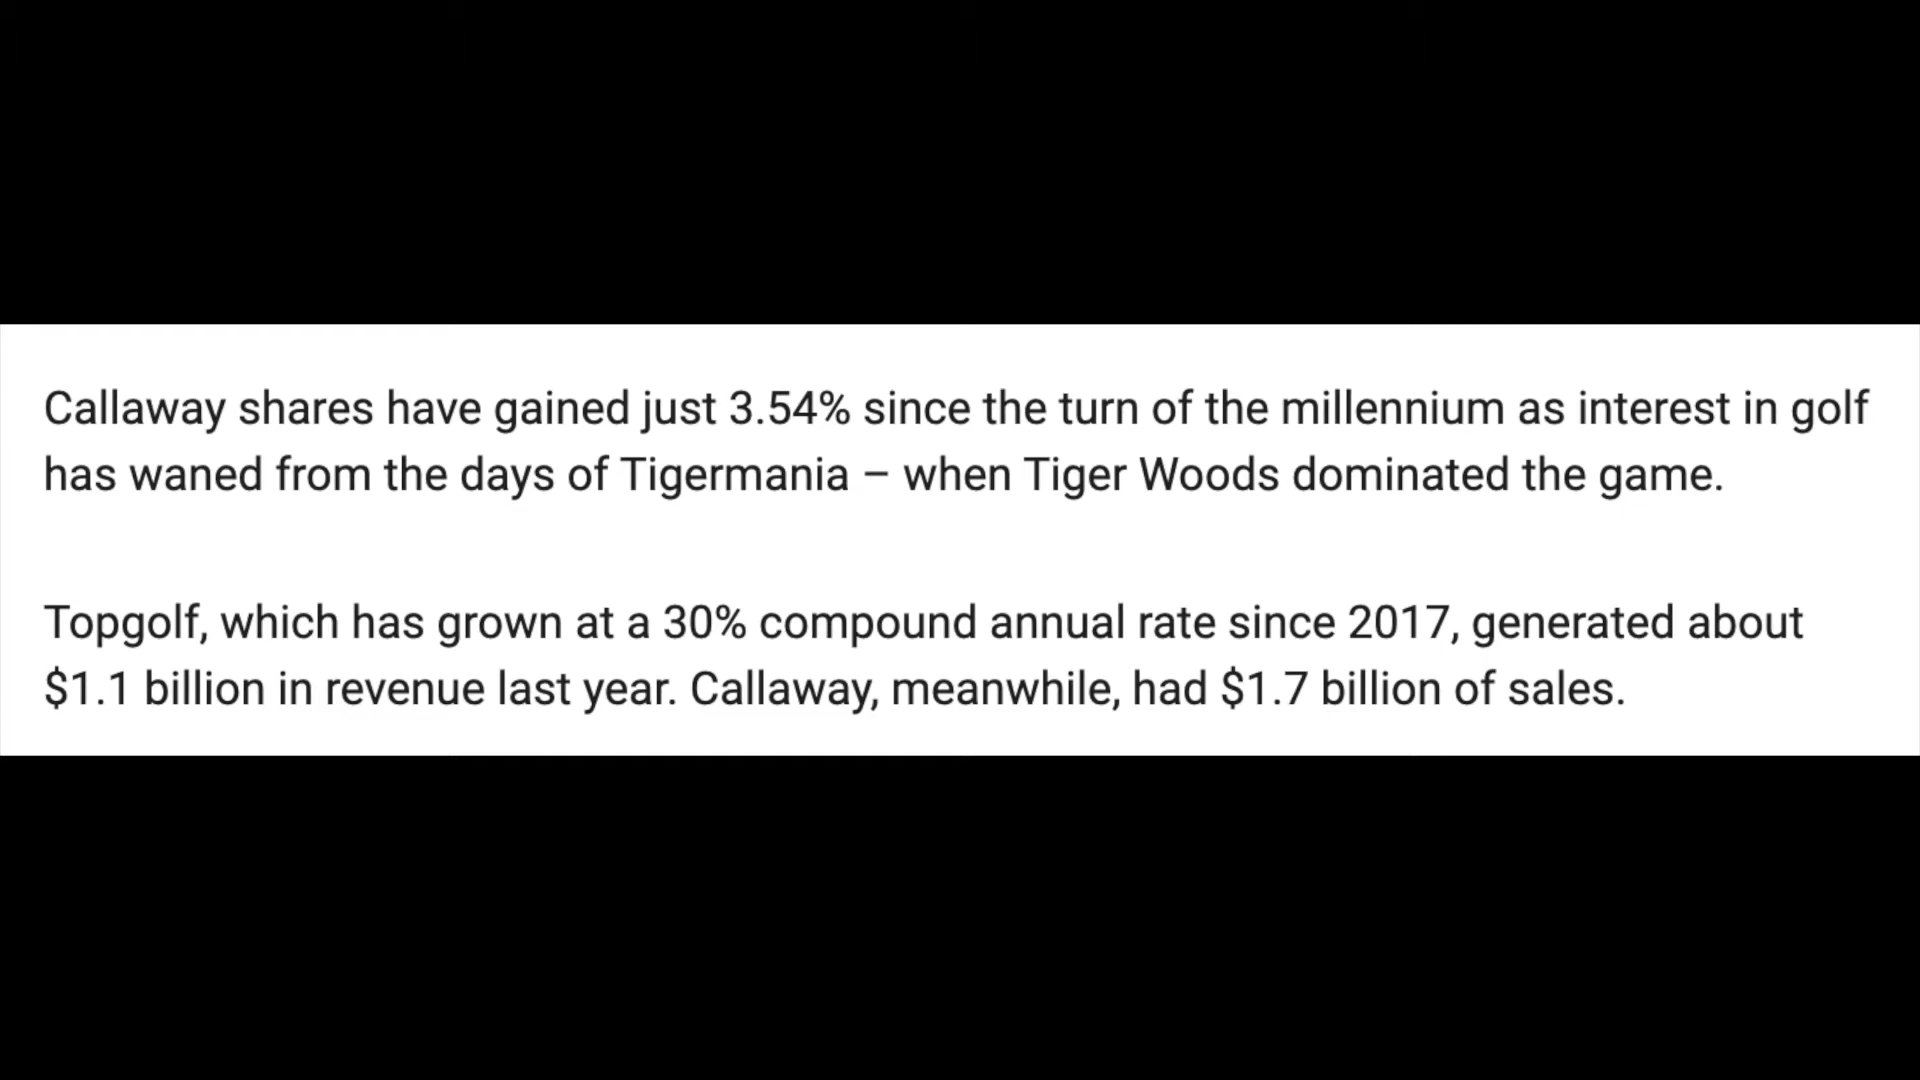 Callaway shares have gained just 3.54% since the turn of the millennium as interest in golf
has waned from the days of Tigermania – when Tiger Woods dominated the game.
Topgolf, which has grown at a 30% compound annual rate since 2017, generated about
$1.1 billion in revenue last year. Callaway, meanwhile, had $1.7 billion of sales.